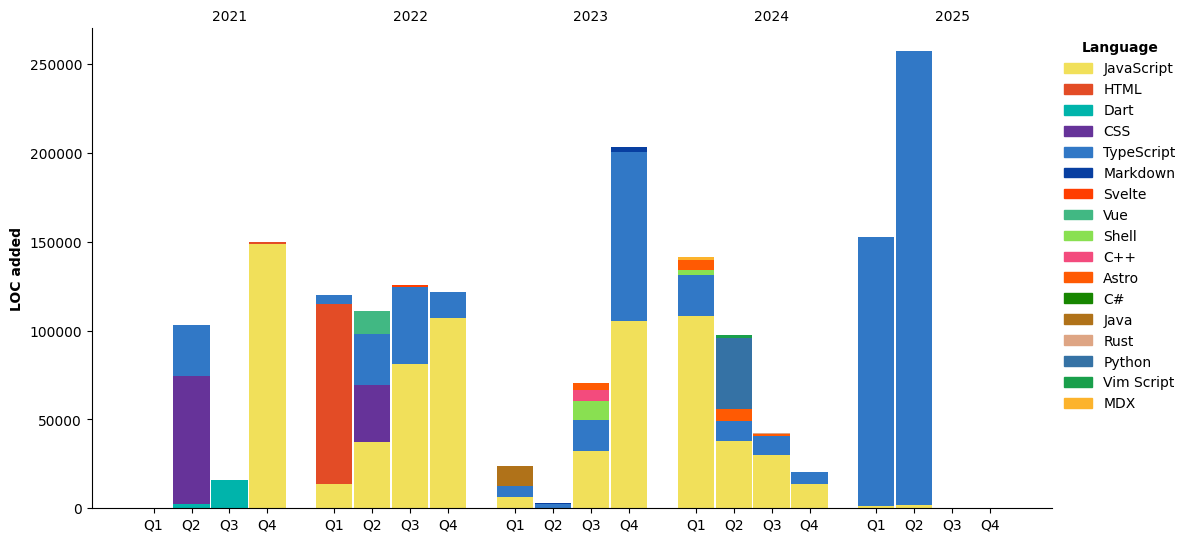 2021 2022 2023 2024 2025
LOC added
250000
200000
150000
100000
50000
0
Q1 Q2 Q3 Q4 Q1 Q2 Q3 Q4 Q1 Q2 Q3 Q4 Q1 Q2 Q3 Q4 Q1 Q2 Q3 Q4
Language
JavaScript
HTML
Dart
CSS
TypeScript
Markdown
Svelte
Vue
Shell
C++
Astro
C#
Java
Rust
Python
Vim Script
MDX